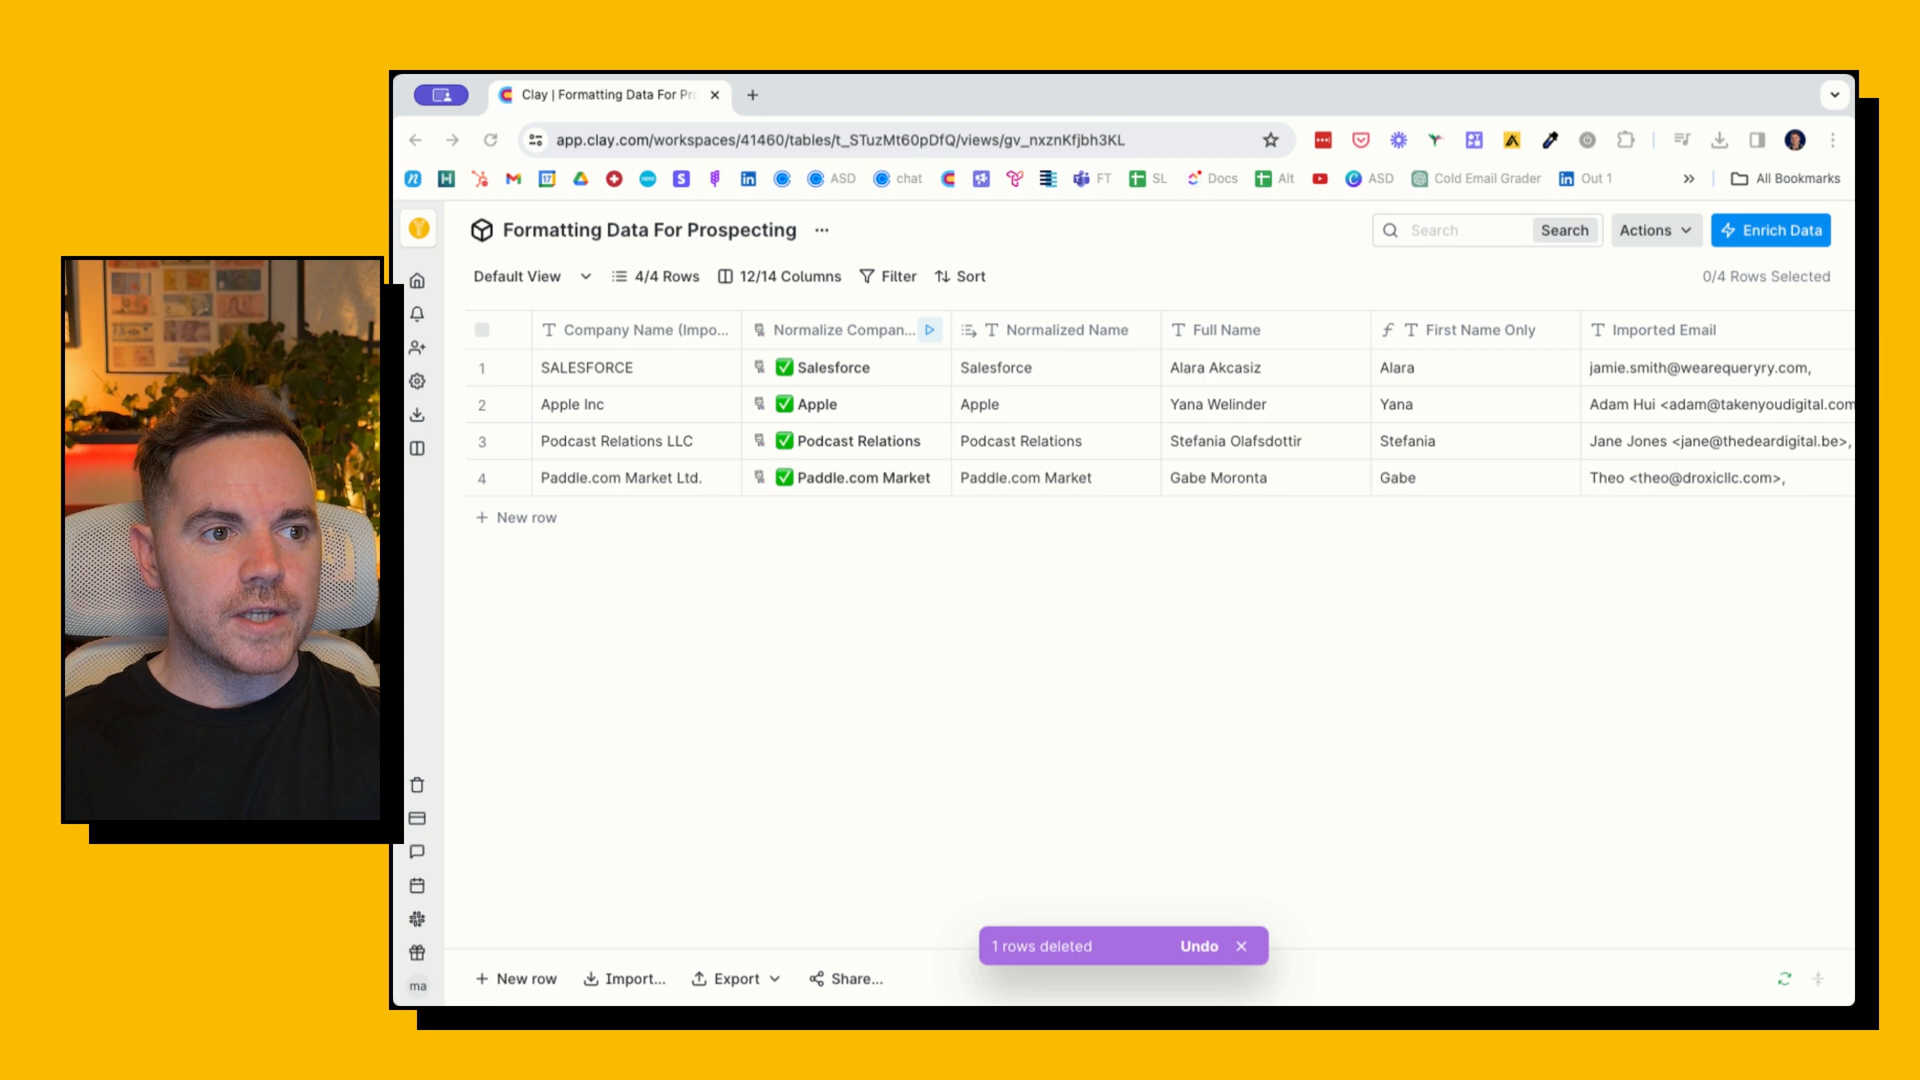 Clay | Formatting Data For Pr
app.clay.com/workspaces/41460/tables/t_STuzMt60pDfQ/views/gv_nxznKfjbh3KL
ASD chat FT SL Docs Alt ASD Cold Email Grader Out 1 » All Bookmarks
Formatting Data For Prospecting ...
Search Search Actions Enrich Data
Default View 4/4 Rows 12/14 Columns Filter Sort 0/4 Rows Selected
Company Name (Impo... Normalize Compan... Normalized Name Full Name First Name Only Imported Email
1 SALESFORCE ✅ Salesforce Salesforce Alara Akcasiz Alara jamie.smith@wearequeryry.com,
2 Apple Inc ✅ Apple Apple Yana Welinder Yana Adam Hui <adam@takenyoudigital.com
3 Podcast Relations LLC ✅ Podcast Relations Podcast Relations Stefania Olafsdottir Stefania Jane Jones <jane@thedeardigital.be>,
4 Paddle.com Market Ltd. ✅ Paddle.com Market Paddle.com Market Gabe Moronta Gabe Theo <theo@droxicllc.com>,
+ New row
1 rows deleted Undo
+ New row Import... Export Share...
ma